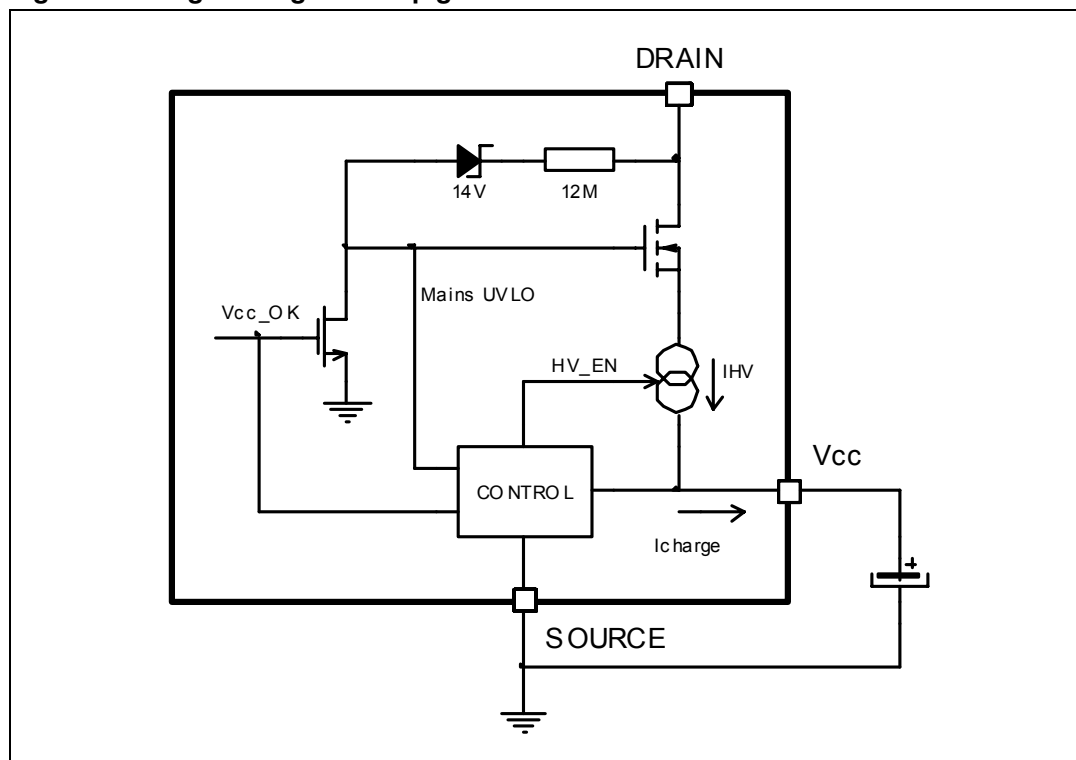 DRAIN
14V
12M
Mains UVLO
Vcc_OK
HV_EN
IHV
Vcc
CONTROL
Icharge
+
SOURCE